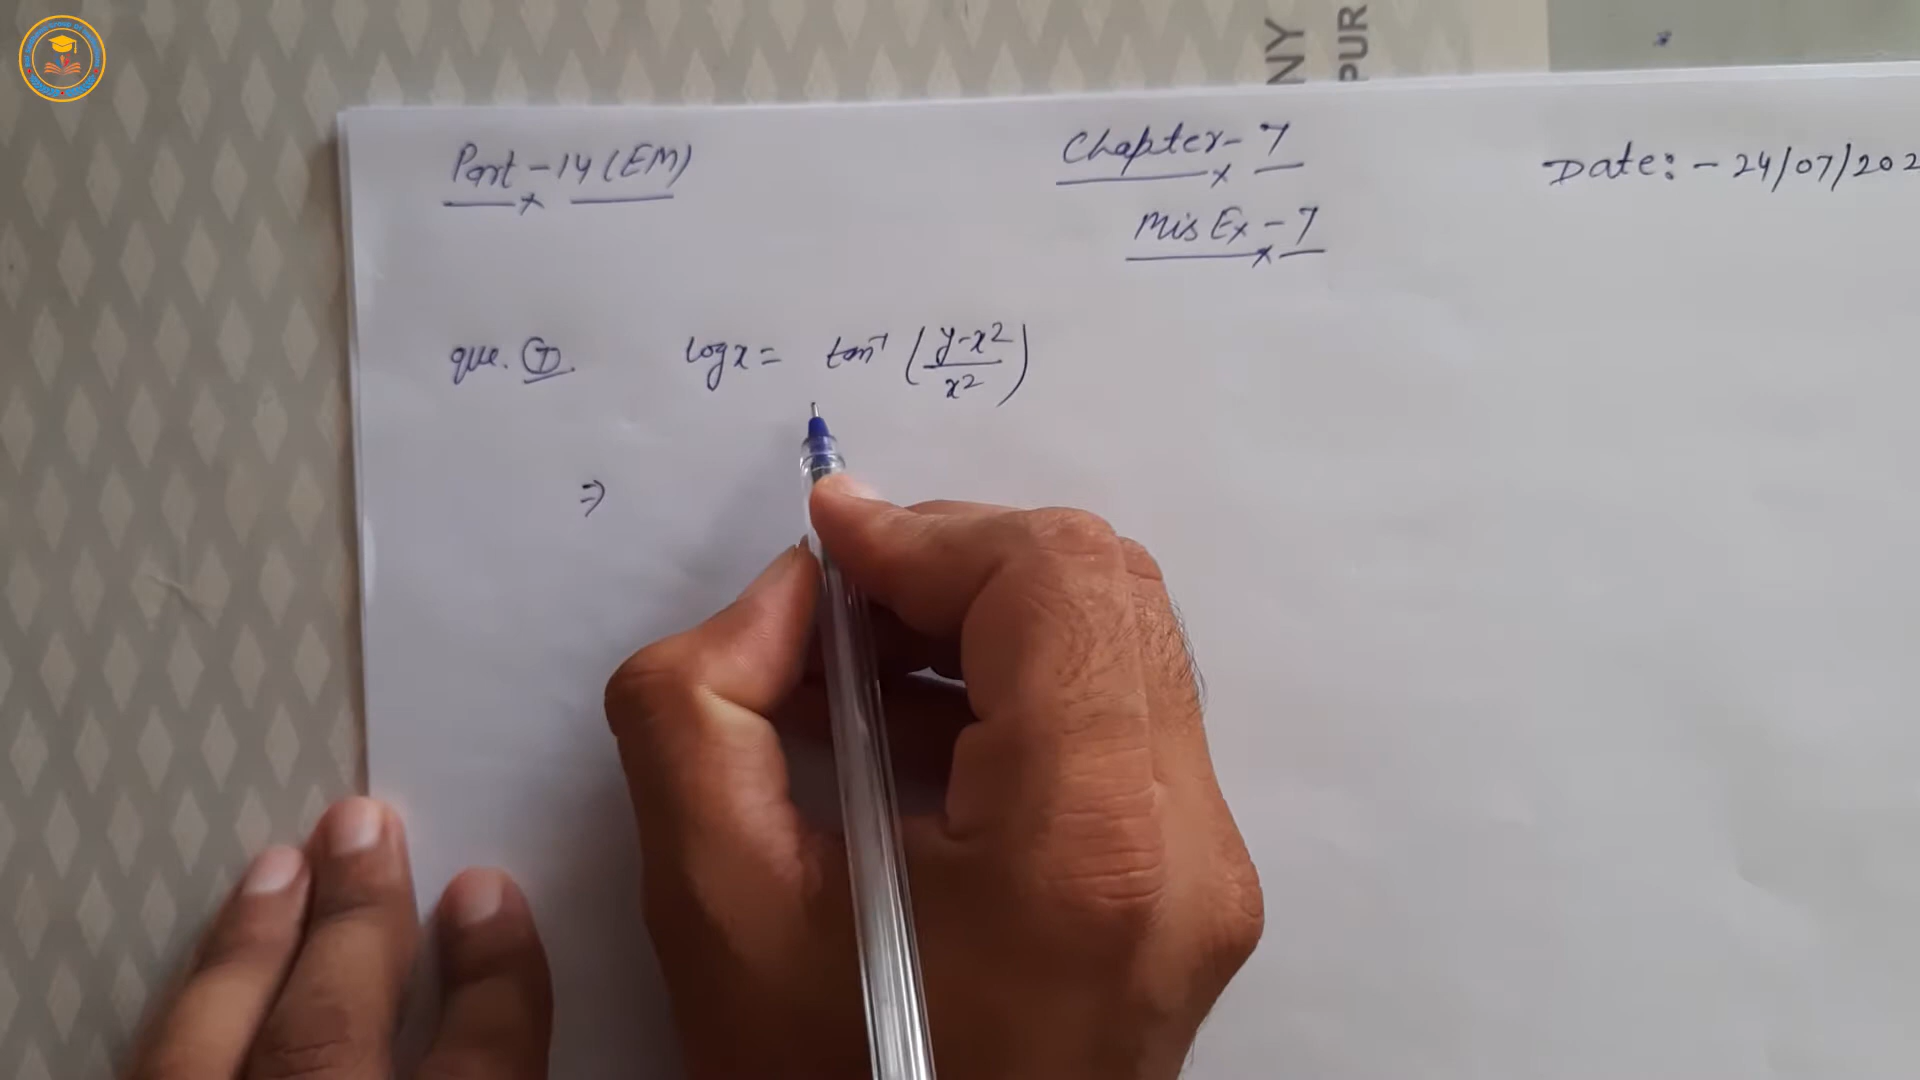 NY
PUR
Part - 14 (EM)
Chapter - 7
Date: - 24/07/202
Mis Ex - 7
que. 7. log x = tan⁻¹ (y-x²/x²)
⇒